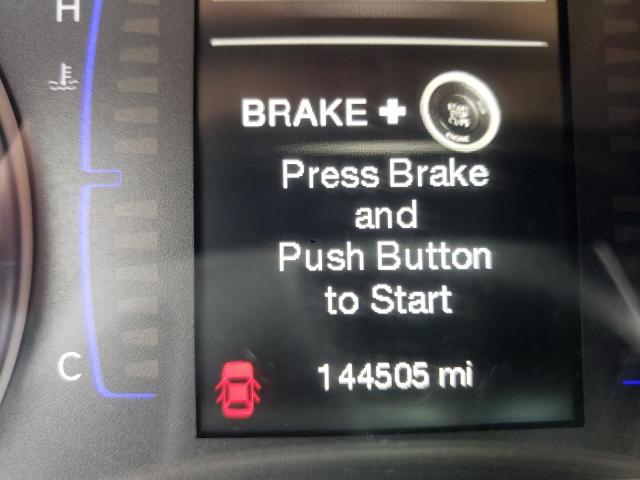 H
BRAKE +
Press Brake
and
Push Button
to Start
C
144505 mi